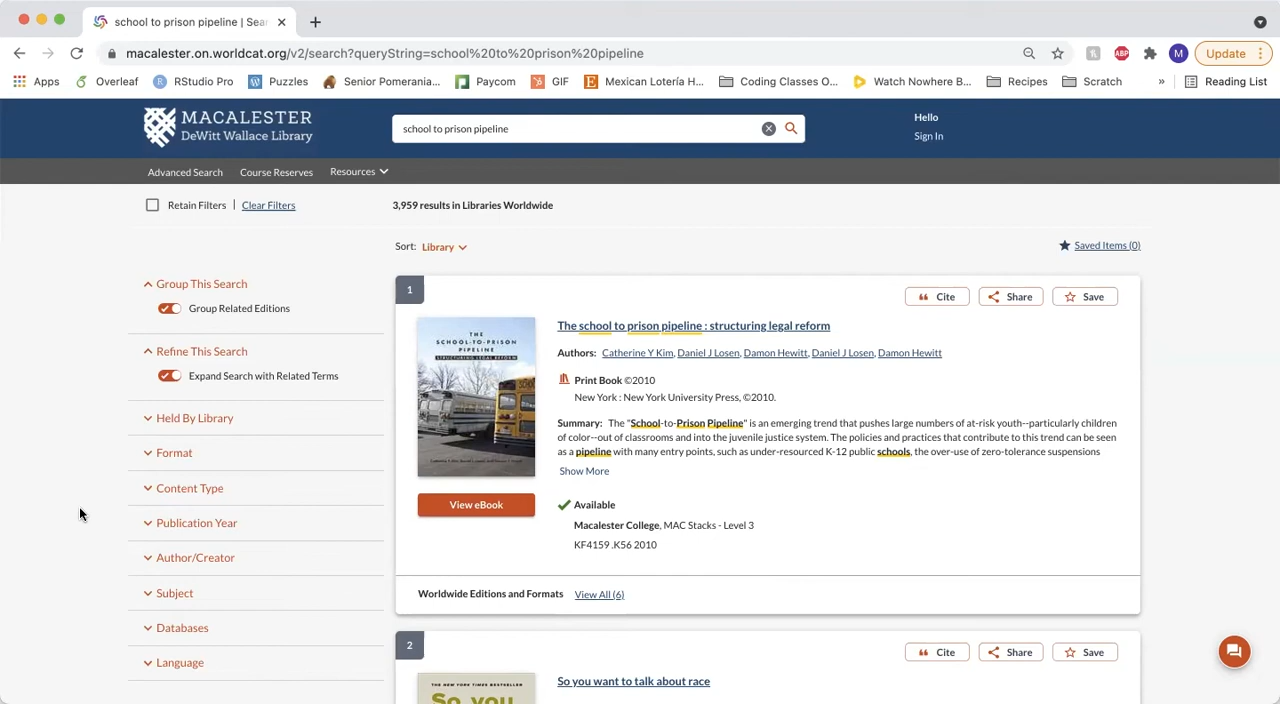 school to prison pipeline | Sear
macalester.on.worldcat.org/v2/search?queryString=school%20to%20prison%20pipeline
ABP
M
Update
Apps
Overleaf
R
RStudio Pro
Puzzles
Senior Pomerania...
Paycom
GIF
E
Mexican Lotería H...
Coding Classes O...
Watch Nowhere B...
Recipes
Scratch
»
Reading List
MACALESTER
DeWitt Wallace Library
school to prison pipeline
Hello
Sign In
Advanced Search
Course Reserves
Resources
Retain Filters | Clear Filters
3,959 results in Libraries Worldwide
Sort: Library
Saved Items (0)
Group This Search
Group Related Editions
Refine This Search
Expand Search with Related Terms
Held By Library
Format
Content Type
Publication Year
Author/Creator
Subject
Databases
Language
1
Cite
Share
Save
THE
SCHOOL-TO-PRISON
PIPELINE
STRUCTURING LEGAL REFORM
SCHOO
View eBook
The school to prison pipeline : structuring legal reform
Authors: Catherine Y Kim, Daniel J Losen, Damon Hewitt, Daniel J Losen, Damon Hewitt
Print Book ©2010
New York : New York University Press, ©2010.
Summary: The "School-to-Prison Pipeline" is an emerging trend that pushes large numbers of at-risk youth--particularly children
of color--out of classrooms and into the juvenile justice system. The policies and practices that contribute to this trend can be seen
as a pipeline with many entry points, such as under-resourced K-12 public schools, the over-use of zero-tolerance suspensions
Show More
Available
Macalester College, MAC Stacks - Level 3
KF4159 .K56 2010
Worldwide Editions and Formats View All (6)
2
Cite
Share
Save
THE NEW YORK TIMES BESTSELLER
So you
So you want to talk about race